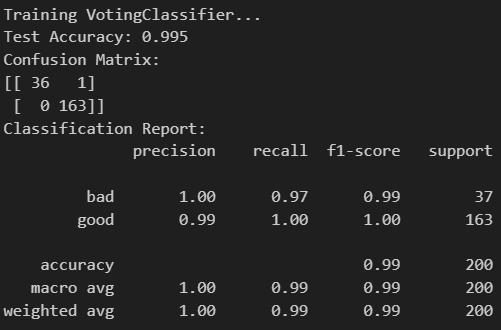 Training VotingClassifier...
Test Accuracy: 0.995
Confusion Matrix:
[[ 36   1]
 [  0 163]]
Classification Report:
              precision    recall  f1-score   support

         bad       1.00      0.97      0.99        37
        good       0.99      1.00      1.00       163

    accuracy                           0.99       200
   macro avg       1.00      0.99      0.99       200
weighted avg       1.00      0.99      0.99       200